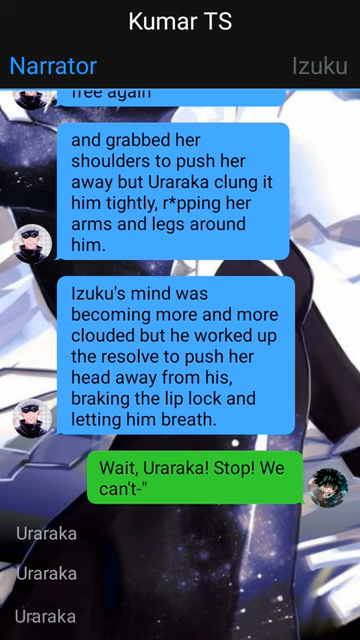 Kumar TS
Narrator
Izuku
free again
and grabbed her
shoulders to push her
away but Uraraka clung it
him tightly, r*pping her
arms and legs around
him.
Izuku's mind was
becoming more and more
clouded but he worked up
the resolve to push her
head away from his,
braking the lip lock and
letting him breath.
Wait, Uraraka! Stop! We
can't-"
Uraraka
Uraraka
Uraraka